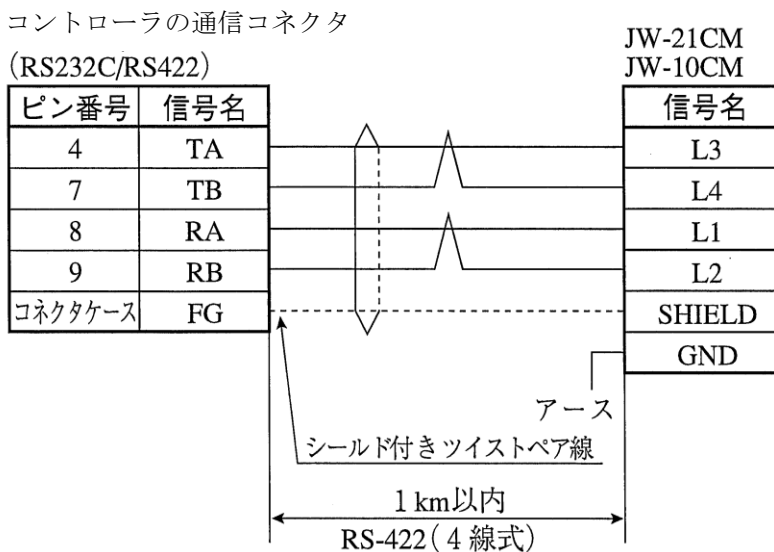 コントローラの通信コネクタ
(RS232C/RS422)
JW-21CM
JW-10CM
ピン番号 信号名 信号名
4 TA L3
7 TB L4
8 RA L1
9 RB L2
コネクタケース FG SHIELD
GND
アース
シールド付きツイストペア線
1 km以内
RS-422(4線式)